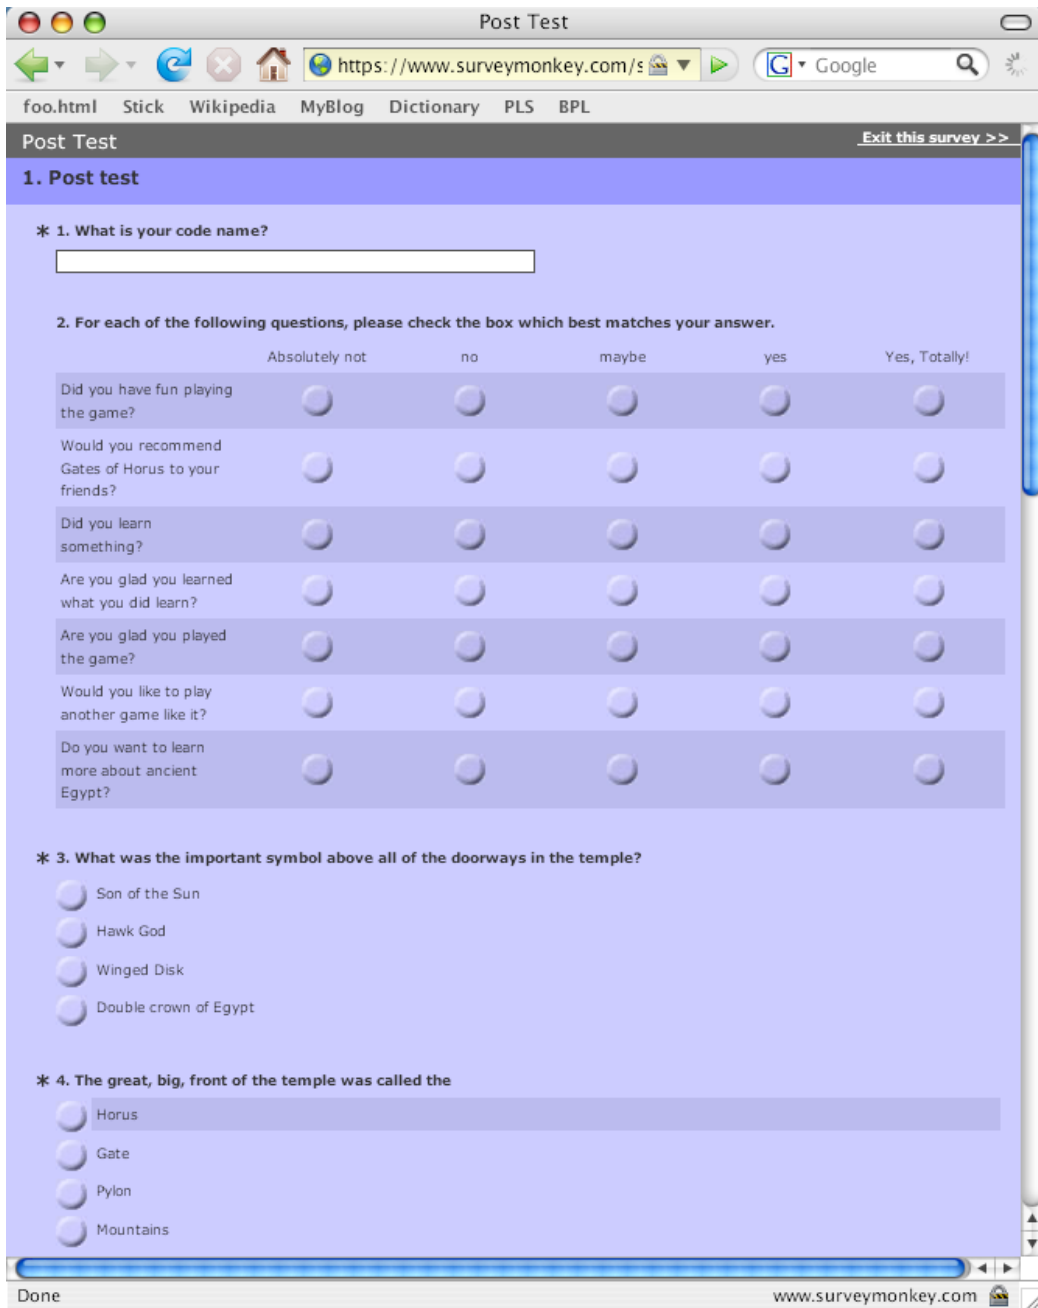 Post Test
https://www.surveymonkey.com/s
G Google
foo.html Stick Wikipedia MyBlog Dictionary PLS BPL
Post Test Exit this survey >>
1. Post test
* 1. What is your code name?
2. For each of the following questions, please check the box which best matches your answer.
Absolutely not no maybe yes Yes, Totally!
Did you have fun playing
the game?
Would you recommend
Gates of Horus to your
friends?
Did you learn
something?
Are you glad you learned
what you did learn?
Are you glad you played
the game?
Would you like to play
another game like it?
Do you want to learn
more about ancient
Egypt?
* 3. What was the important symbol above all of the doorways in the temple?
Son of the Sun
Hawk God
Winged Disk
Double crown of Egypt
* 4. The great, big, front of the temple was called the
Horus
Gate
Pylon
Mountains
Done www.surveymonkey.com